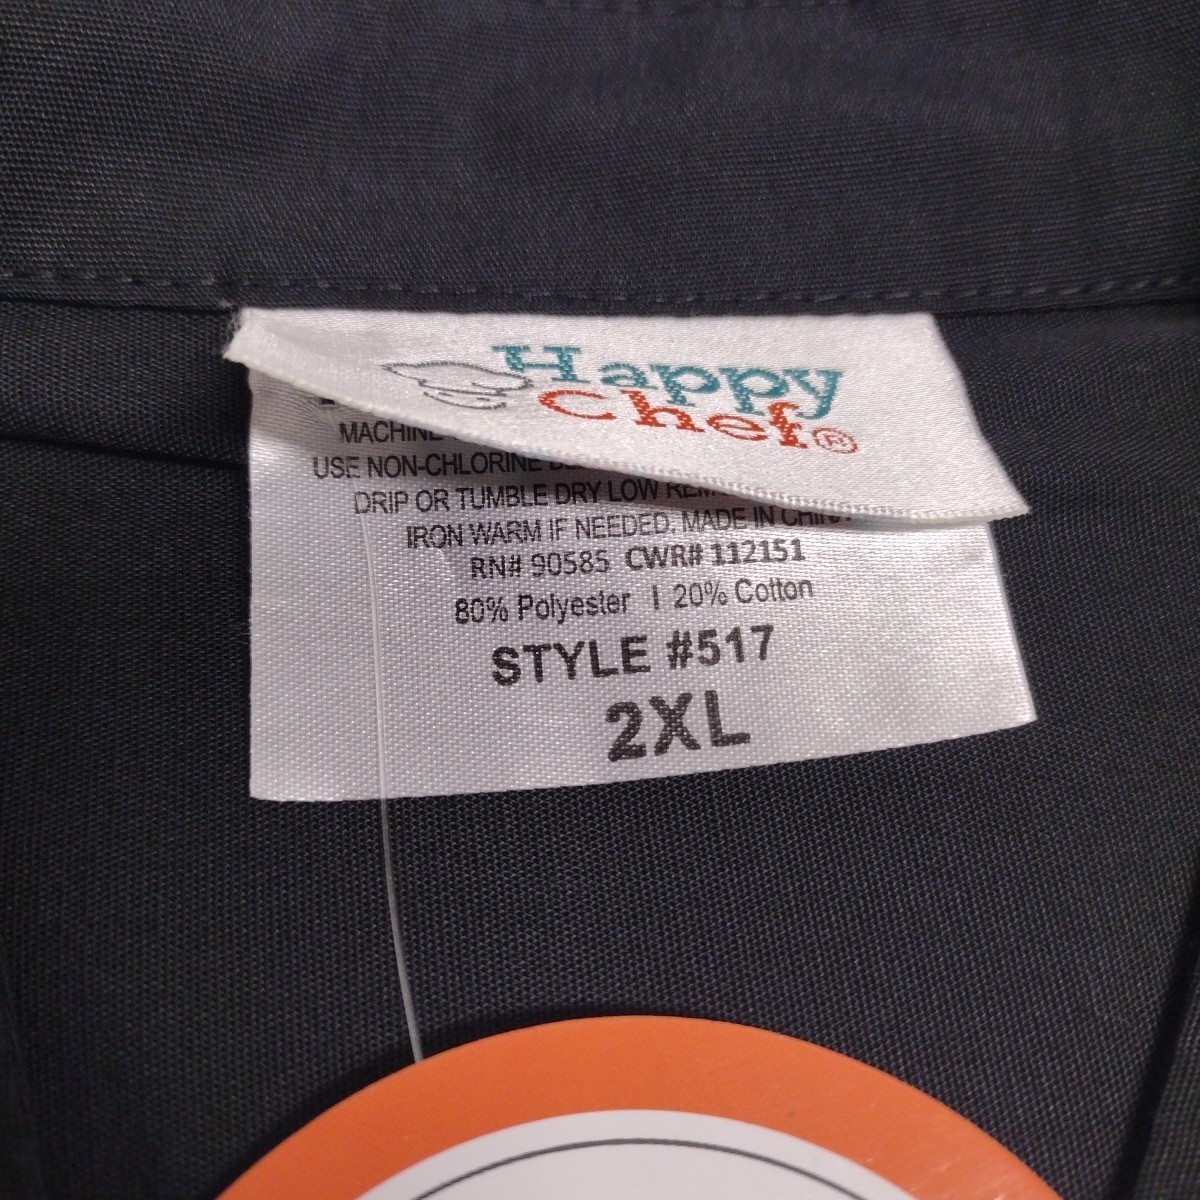 Happy
Chef®
MACHINE
USE NON-CHLORINE
DRIP OR TUMBLE DRY LOW
IRON WARM IF NEEDED. MADE IN CHINA.
RN# 90585 CWR# 112151
80% Polyester | 20% Cotton
STYLE #517
2XL